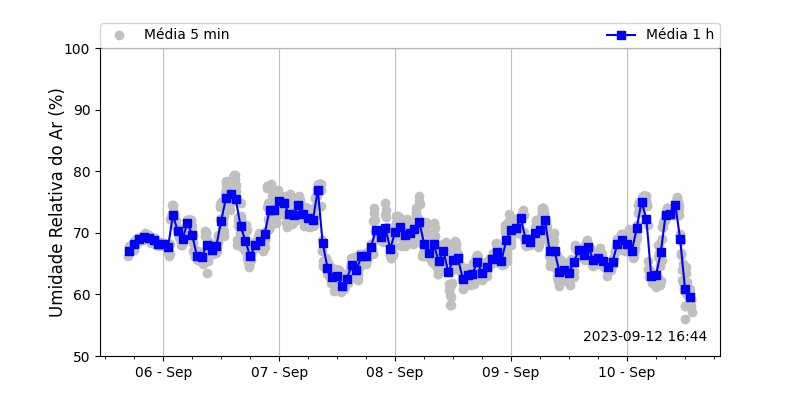 Média 5 min
Média 1 h
Umidade Relativa do Ar (%)
100
90
80
70
60
50
2023-09-12 16:44
06 - Sep
07 - Sep
08 - Sep
09 - Sep
10 - Sep